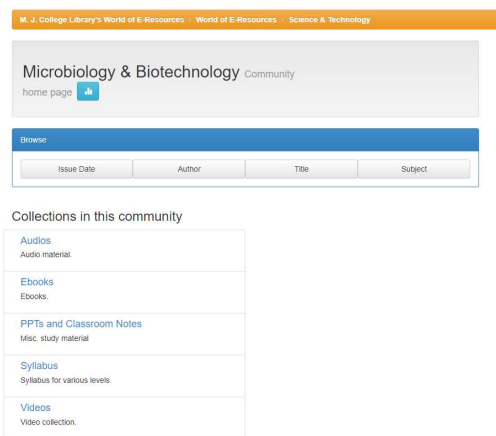 M. J. College Library's World of E-Resources / World of E-Resources / Science & Technology
Microbiology & Biotechnology Community
home page
Browse
Issue Date Author Title Subject
Collections in this community
Audios
Audio material.
Ebooks
Ebooks.
PPTs and Classroom Notes
Misc. study material
Syllabus
Syllabus for various levels.
Videos
Video collection.